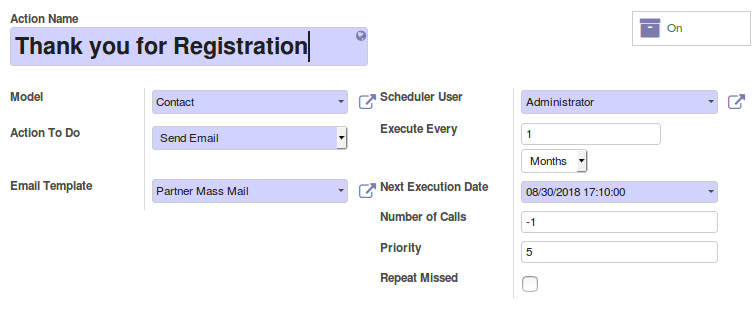 Action Name
Thank you for Registration
On
Model
Contact
Scheduler User
Administrator
Action To Do
Send Email
Execute Every
1
Months
Email Template
Partner Mass Mail
Next Execution Date
08/30/2018 17:10:00
Number of Calls
-1
Priority
5
Repeat Missed